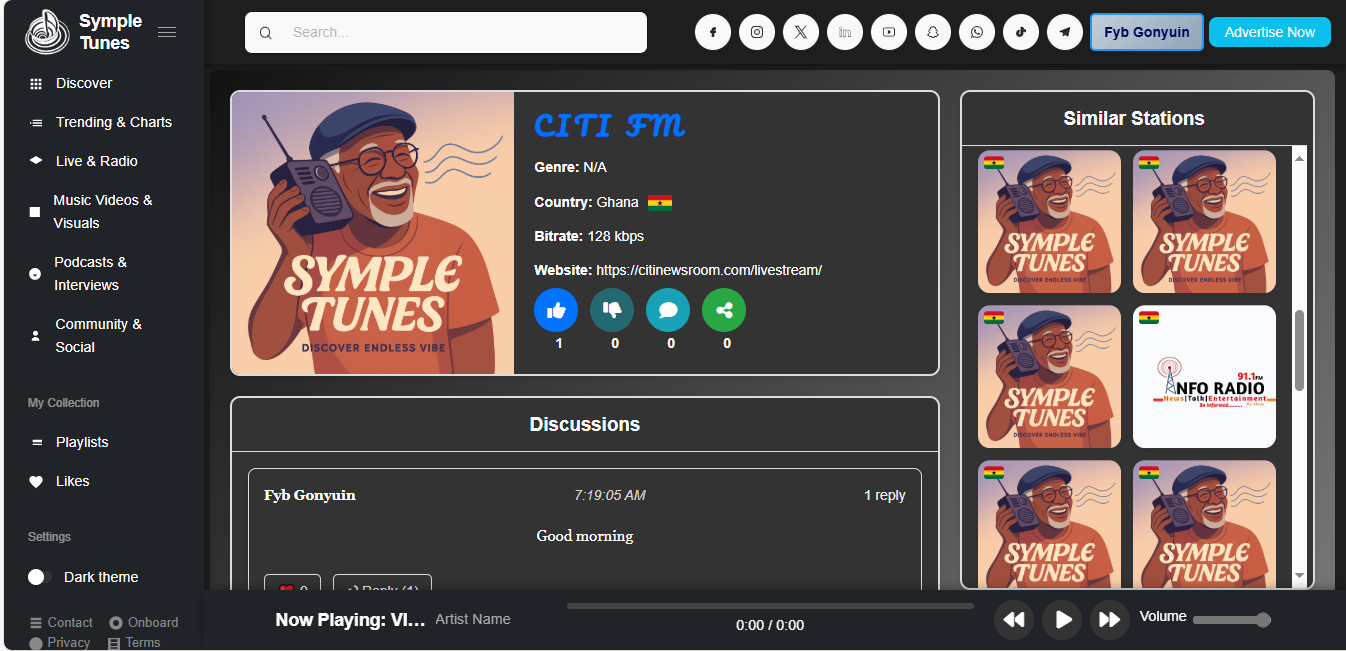 Symple
Tunes
Search...
Fyb Gonyuin
Advertise Now
Discover
Trending & Charts
Live & Radio
Music Videos &
Visuals
Podcasts &
Interviews
Community &
Social
My Collection
Playlists
Likes
Settings
Dark theme
Contact
Onboard
Privacy
Terms
SYMPLE
TUNES
DISCOVER ENDLESS VIBE
CITI FM
Genre: N/A
Country: Ghana
Bitrate: 128 kbps
Website: https://citinewsroom.com/livestream/
1 0 0 0
Discussions
Fyb Gonyuin 7:19:05 AM 1 reply
Good morning
0 Reply (1)
Similar Stations
SYMPLE
TUNES
DISCOVER ENDLESS VIBE
SYMPLE
TUNES
DISCOVER ENDLESS VIBE
SYMPLE
TUNES
DISCOVER ENDLESS VIBE
91.1FM
NFO RADIO
News|Talk|Entertainment
Be Informed
SYMPLE
TUNES
SYMPLE
TUNES
Now Playing: VI... Artist Name
0:00 / 0:00
Volume